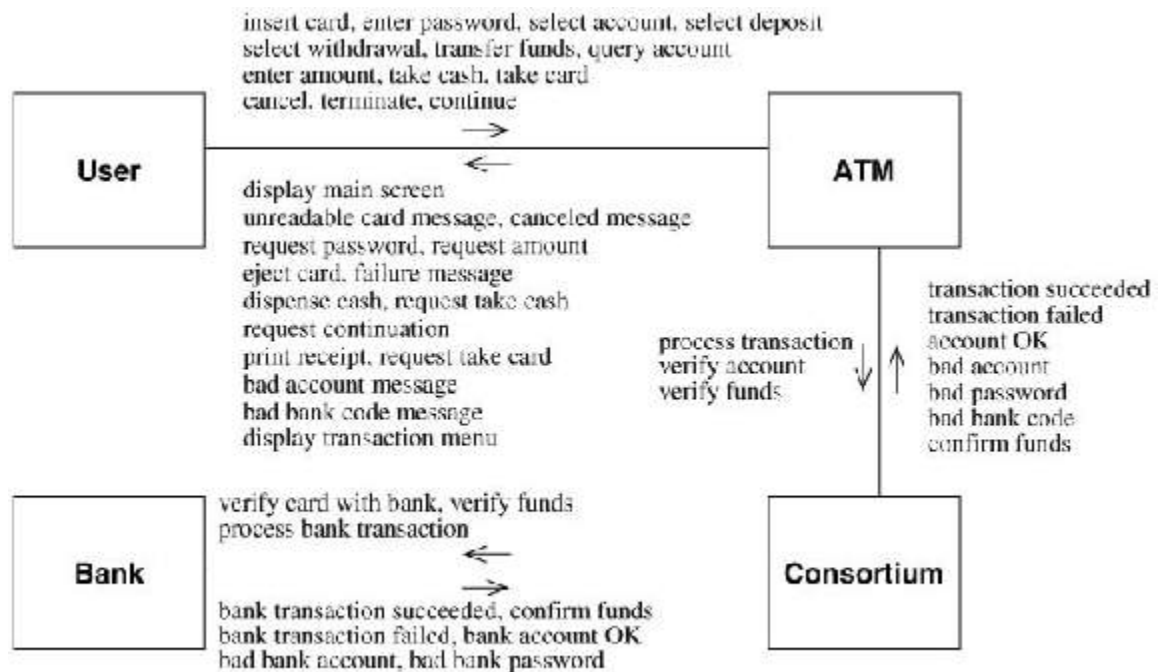 insert card, enter password, select account, select deposit
select withdrawal, transfer funds, query account
enter amount, take cash, take card
cancel, terminate, continue
User
ATM
display main screen
unreadable card message, canceled message
request password, request amount
eject card, failure message
dispense cash, request take cash
request continuation
print receipt, request take card
bad account message
bad bank code message
display transaction menu
process transaction
verify account
verify funds
transaction succeeded
transaction failed
account OK
bad account
bad password
bad bank code
confirm funds
verify card with bank, verify funds
process bank transaction
Bank
Consortium
bank transaction succeeded, confirm funds
bank transaction failed, bank account OK
bad bank account, bad bank password